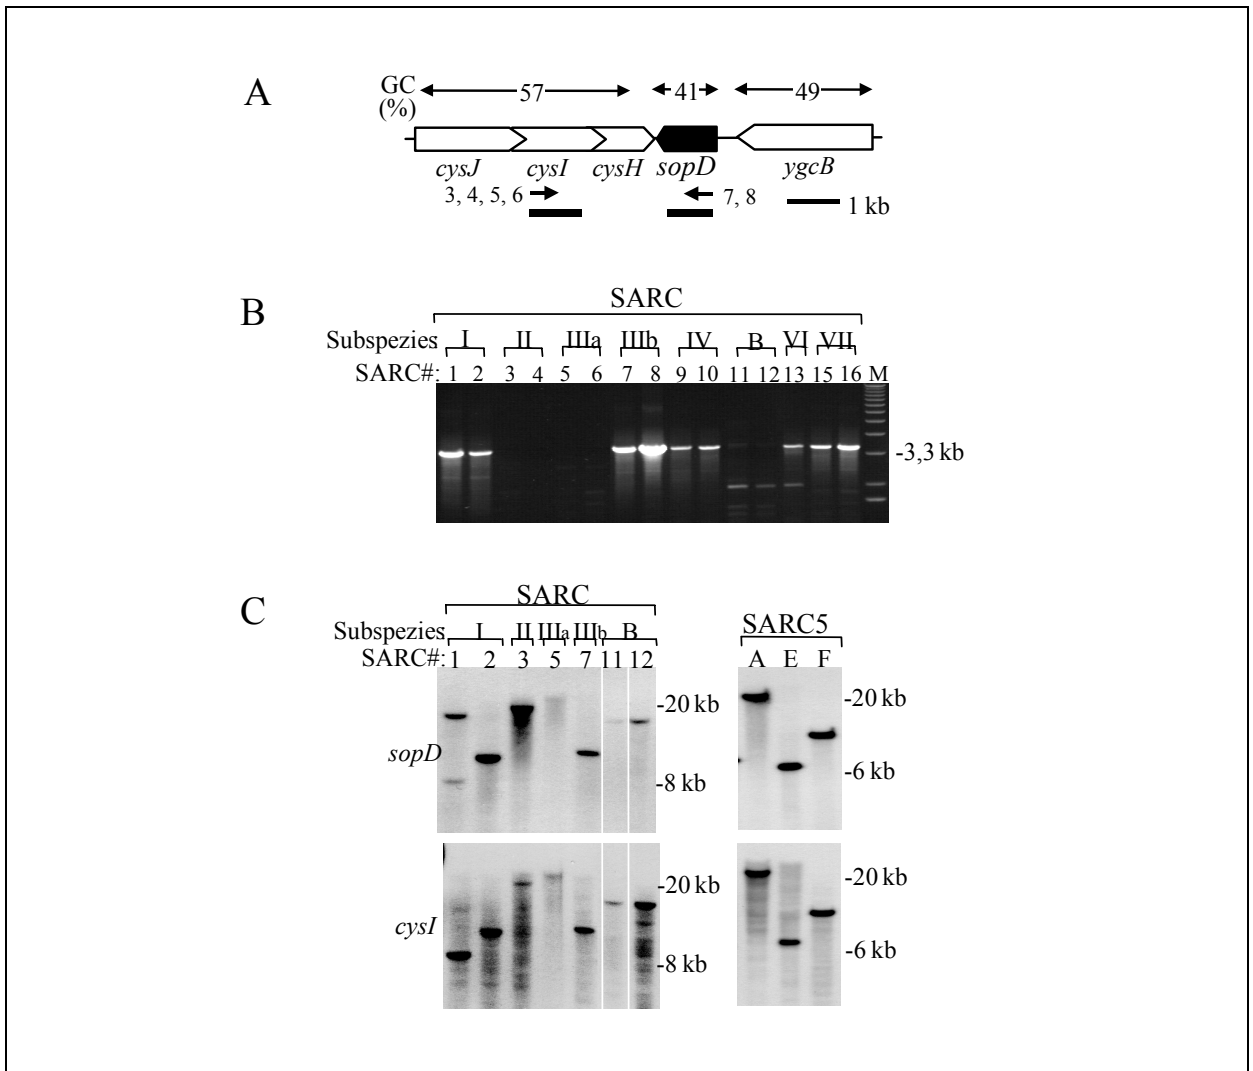 A
GC (%)
57 41 49
cysJ cysI cysH sopD ygcB
3, 4, 5, 6 7, 8 1 kb
B
SARC
Subspezies I II IIIa IIIb IV B VI VII
SARC#: 1 2 3 4 5 6 7 8 9 10 11 12 13 15 16 M
-3,3 kb
C
SARC
Subspezies I II IIIa IIIb B
SARC#: 1 2 3 5 7 11 12
SARC5
A E F
-20 kb
sopD
-8 kb
-20 kb
-6 kb
-20 kb
cysI
-8 kb
-20 kb
-6 kb